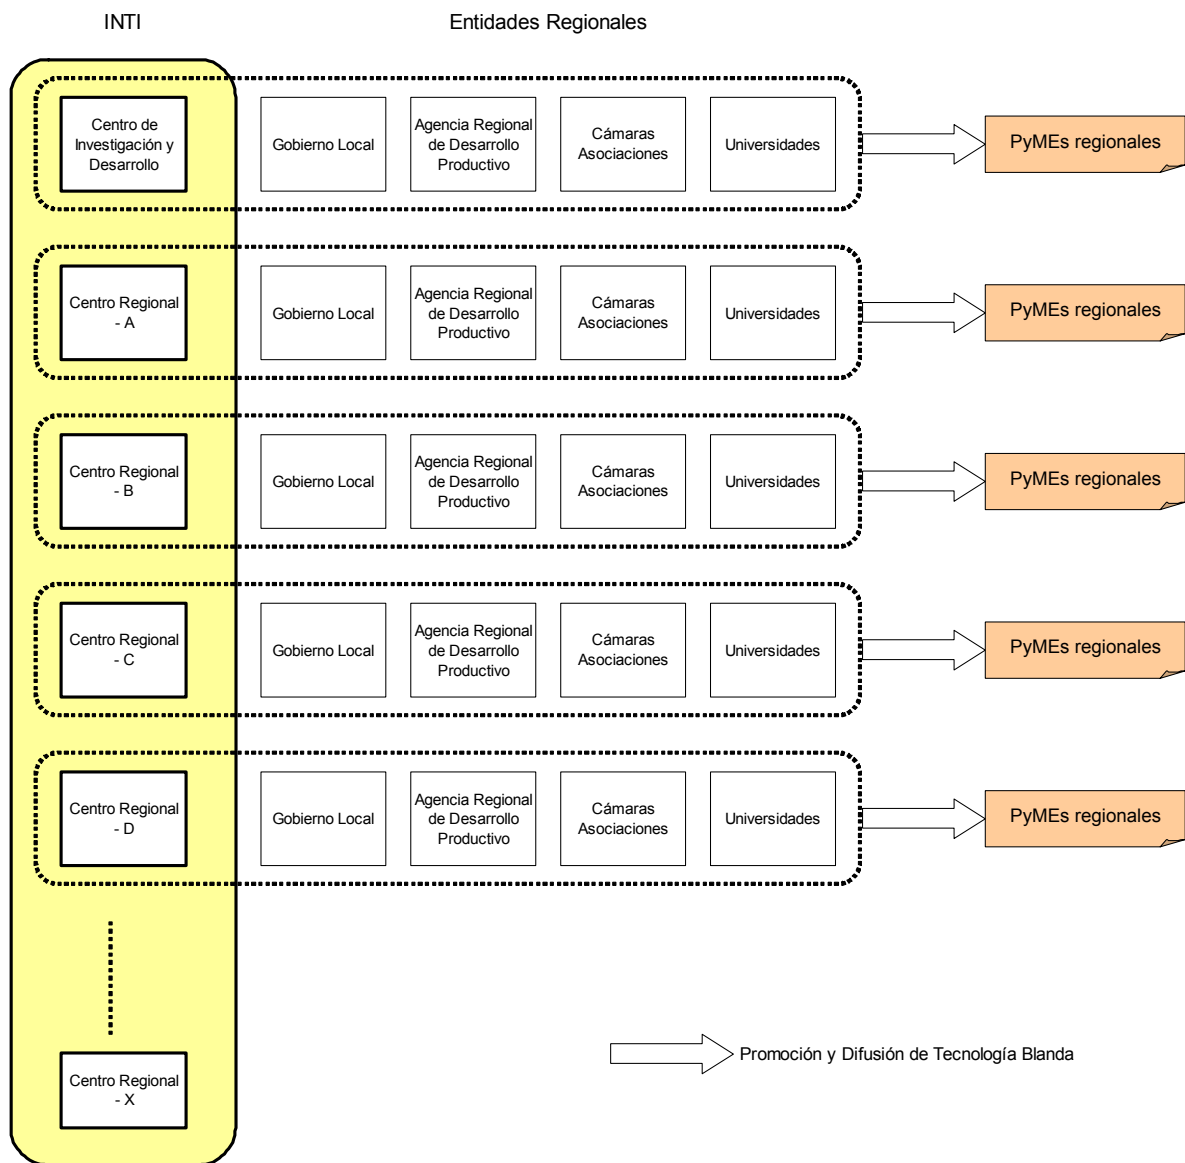 INTI
Entidades Regionales
Centro de
Investigación y
Desarrollo
Gobierno Local
Agencia Regional
de Desarrollo
Productivo
Cámaras
Asociaciones
Universidades
PyMEs regionales
Centro Regional
- A
Gobierno Local
Agencia Regional
de Desarrollo
Productivo
Cámaras
Asociaciones
Universidades
PyMEs regionales
Centro Regional
- B
Gobierno Local
Agencia Regional
de Desarrollo
Productivo
Cámaras
Asociaciones
Universidades
PyMEs regionales
Centro Regional
- C
Gobierno Local
Agencia Regional
de Desarrollo
Productivo
Cámaras
Asociaciones
Universidades
PyMEs regionales
Centro Regional
- D
Gobierno Local
Agencia Regional
de Desarrollo
Productivo
Cámaras
Asociaciones
Universidades
PyMEs regionales
Promoción y Difusión de Tecnología Blanda
Centro Regional
- X